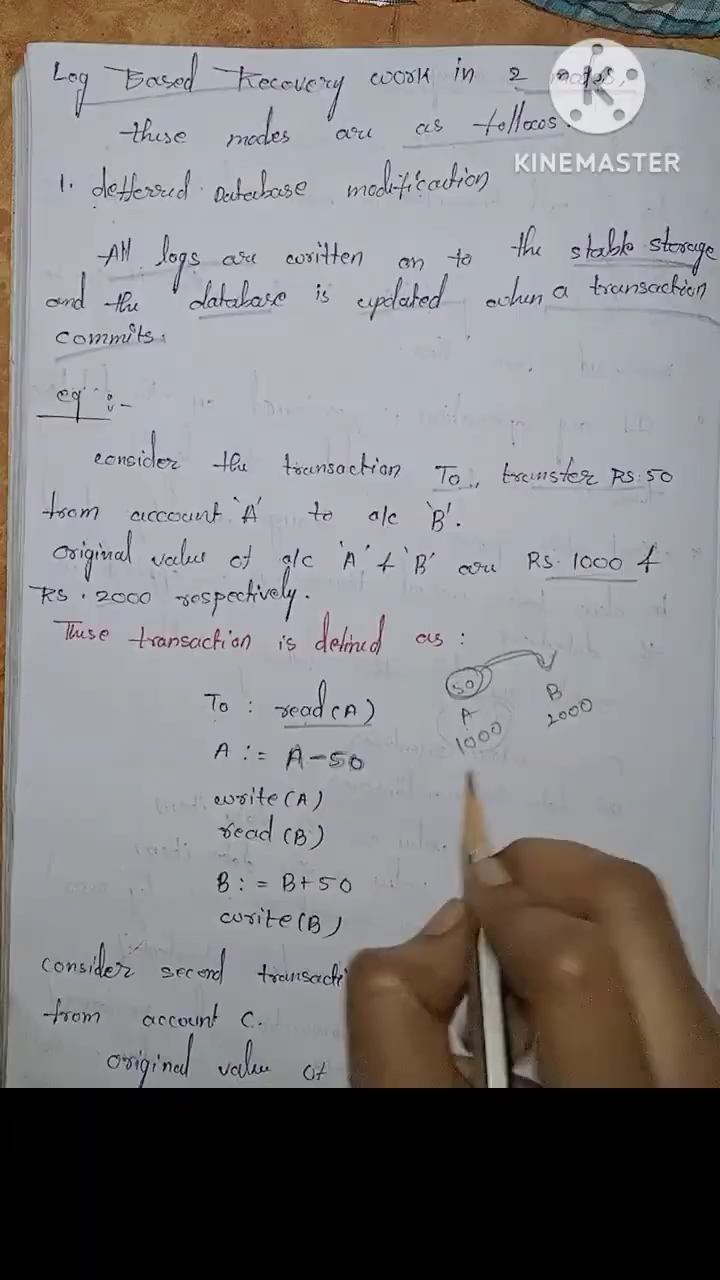 Log Based Recovery work in 2
these modes are as follows.
1. deferred Database modification
All logs are written on to the stable storage
and the database is updated when a transaction
commits.
eg :-
consider the transaction To, transfer RS. 50
from account 'A' to a/c 'B'.
original value of a/c 'A' & 'B' are RS. 1000 &
RS. 2000 respectively.
These transaction is defined as :
To : read(A)
A := A-50
write(A)
read(B)
B := B+50
write(B)
50
A
1000
B
2000
consider second
from account C.
original value of
K
KINEMASTER